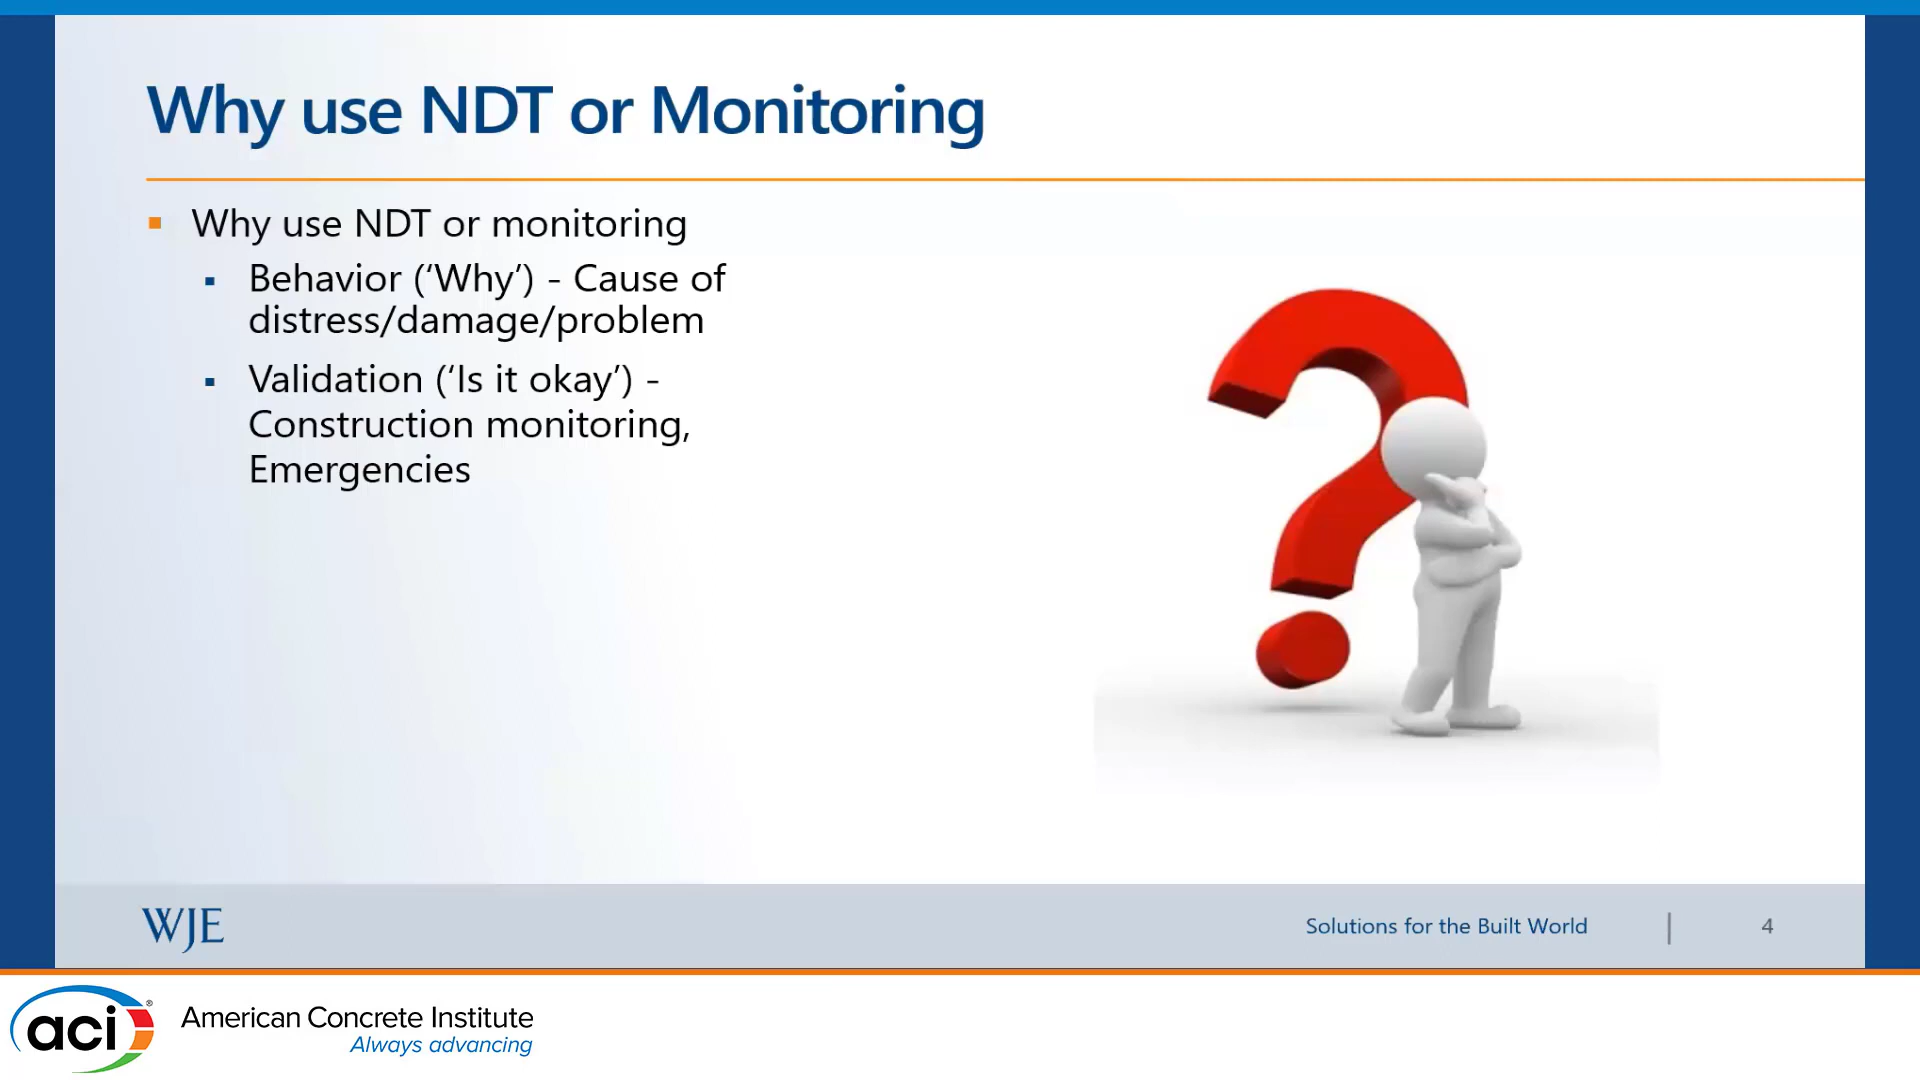 Why use NDT or Monitoring
Why use NDT or monitoring
Behavior (‘Why’) - Cause of
distress/damage/problem
Validation (‘Is it okay’) -
Construction monitoring,
Emergencies
WJE
Solutions for the Built World
4
aci®
American Concrete Institute
Always advancing